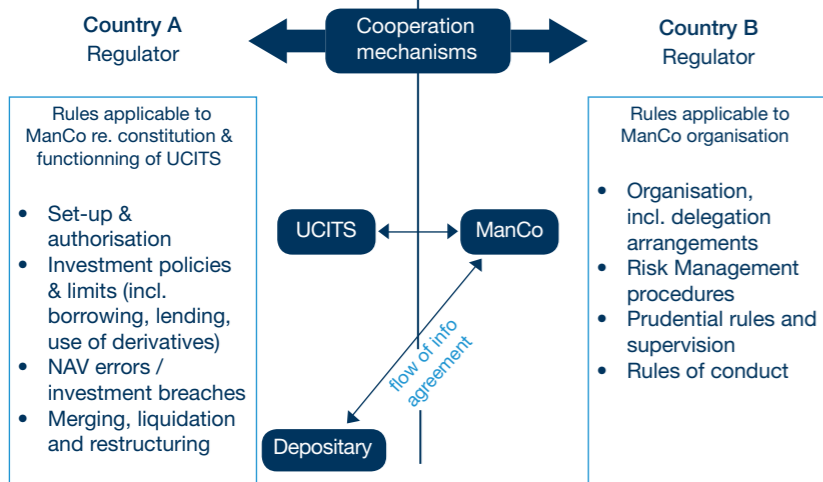 Country A
Regulator
Cooperation
mechanisms
Country B
Regulator
Rules applicable to
ManCo re. constitution &
functionning of UCITS
• Set-up &
authorisation
• Investment policies
& limits (incl.
borrowing, lending,
use of derivatives)
• NAV errors /
investment breaches
• Merging, liquidation
and restructuring
UCITS
ManCo
flow of info
agreement
Depositary
Rules applicable to
ManCo organisation
• Organisation,
incl. delegation
arrangements
• Risk Management
procedures
• Prudential rules and
supervision
• Rules of conduct